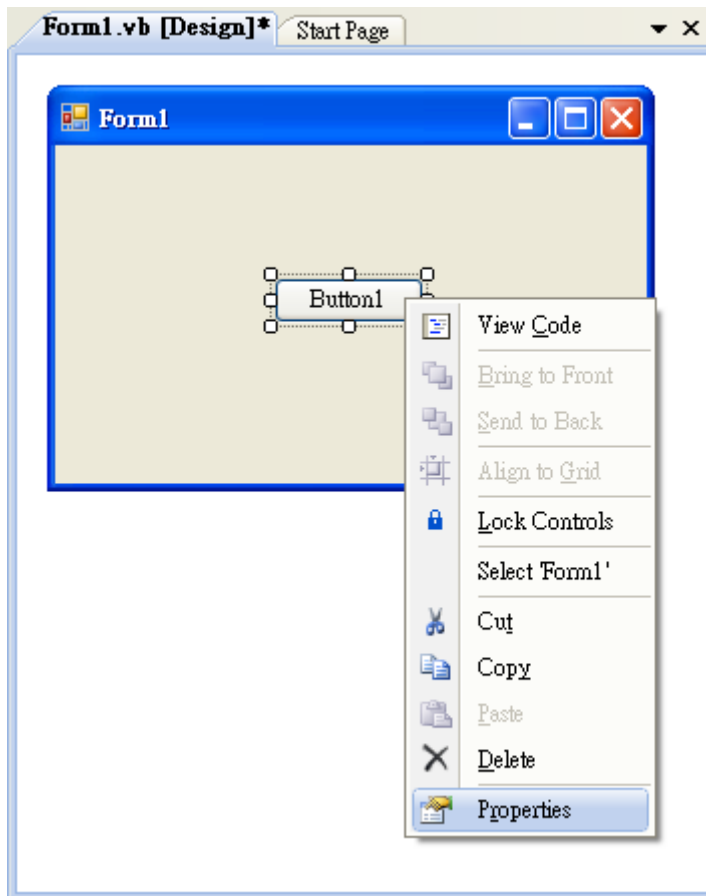 Form1.vb [Design]* Start Page
Form1
Button1
View Code
Bring to Front
Send to Back
Align to Grid
Lock Controls
Select 'Form1'
Cut
Copy
Paste
Delete
Properties